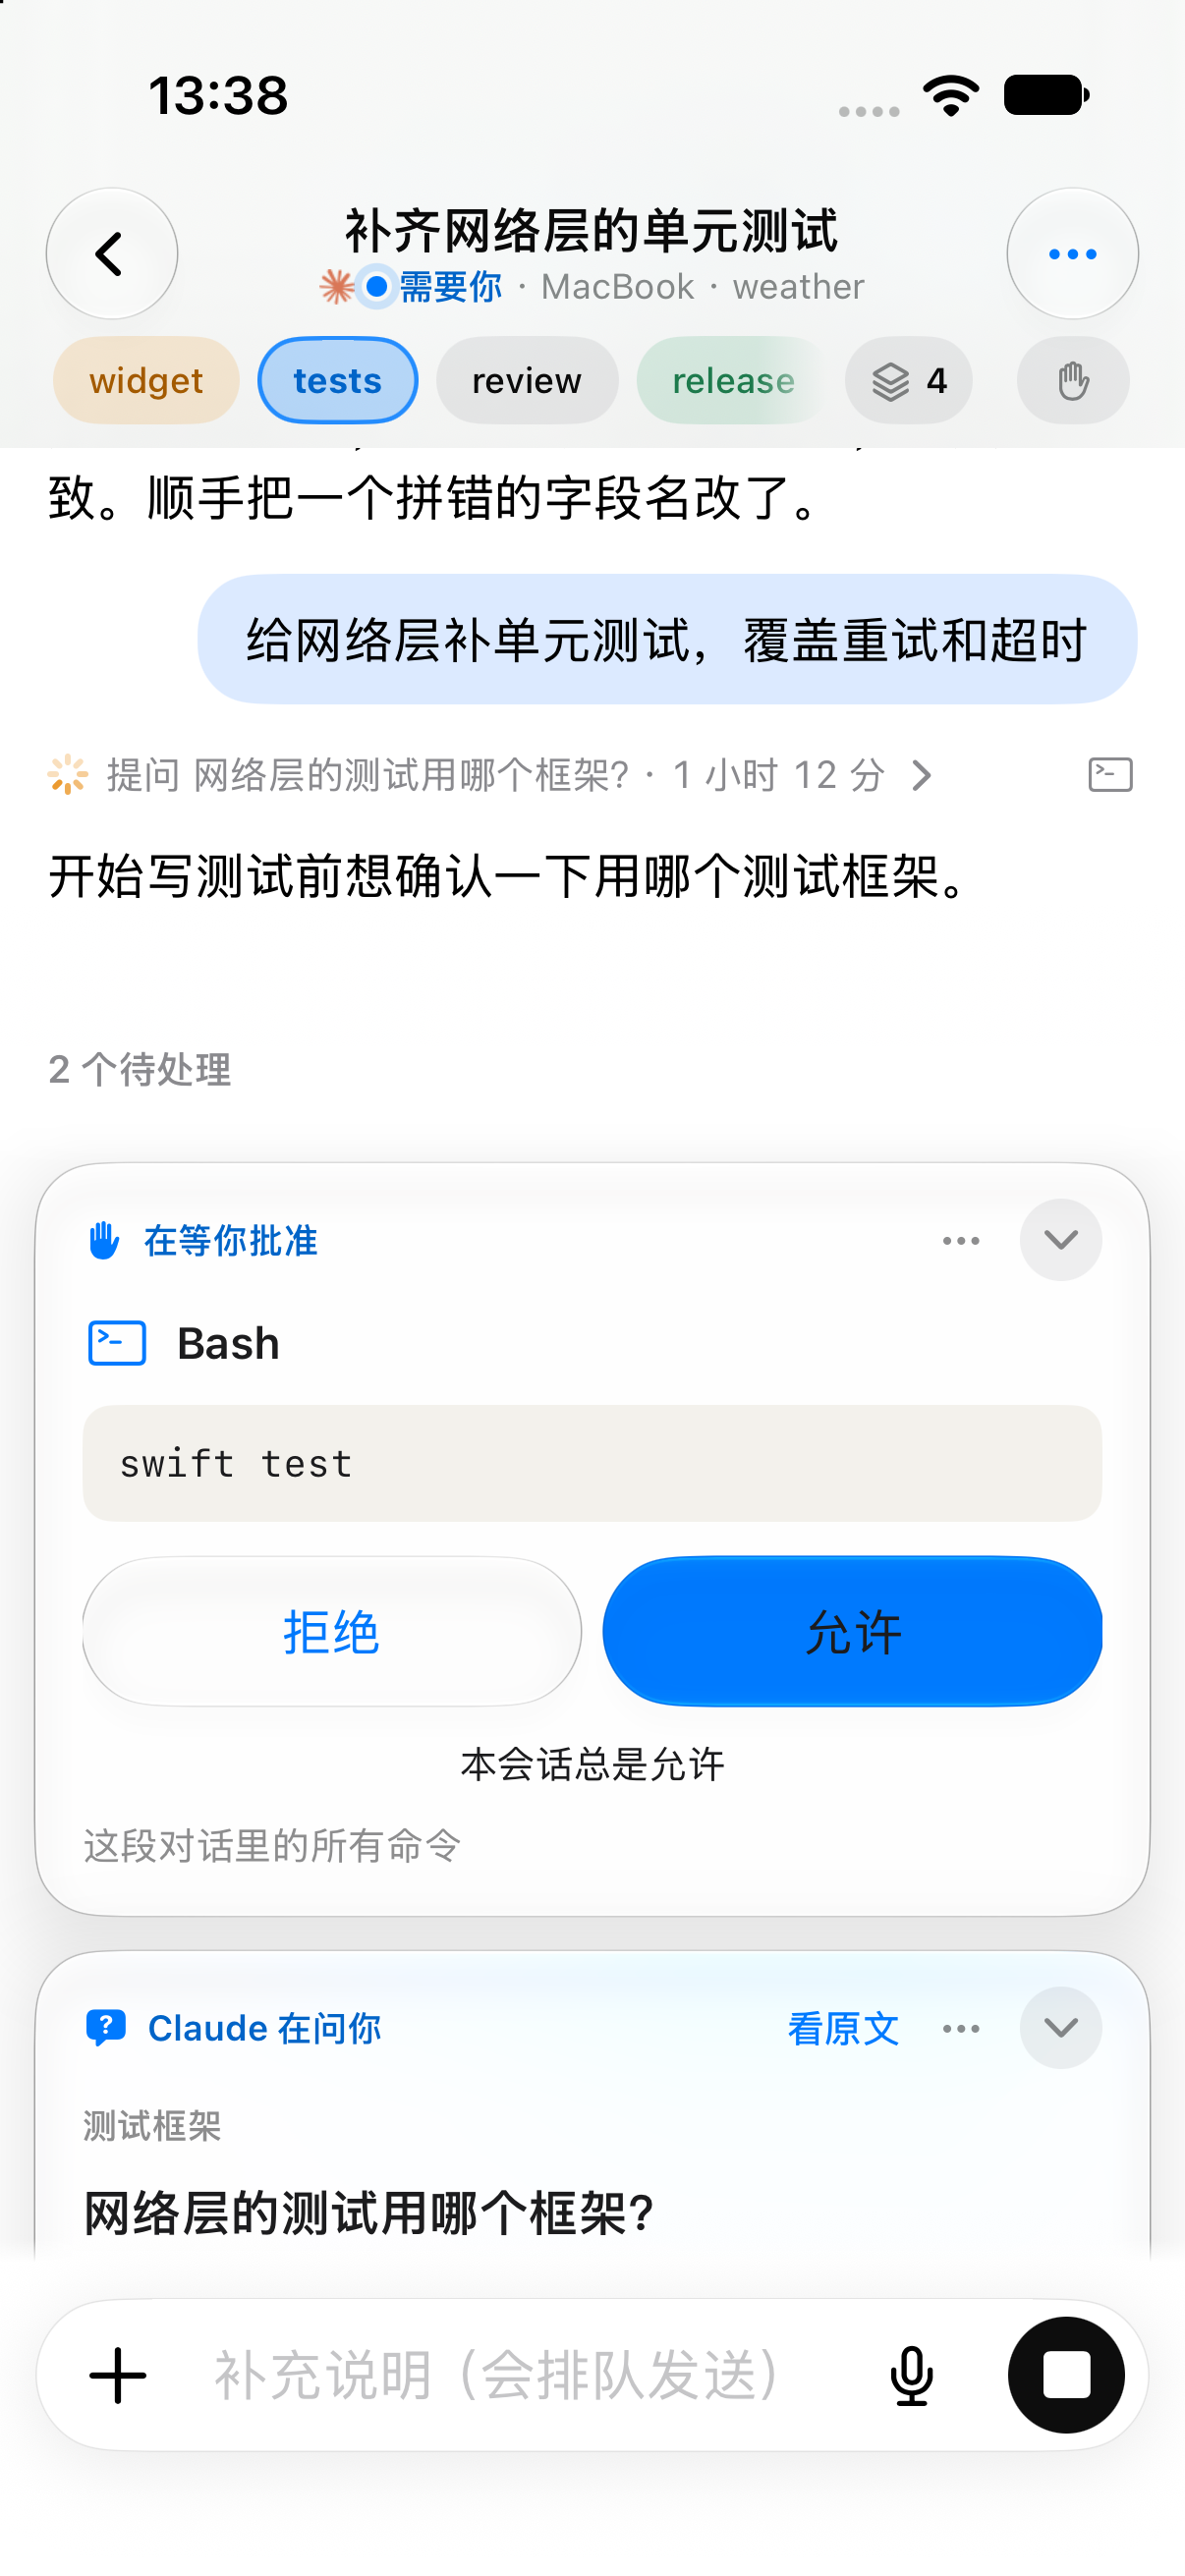 13:38
补齐网络层的单元测试
需要你 · MacBook · weather
widget
tests
review
release
4
致。顺手把一个拼错的字段名改了。
给网络层补单元测试，覆盖重试和超时
提问 网络层的测试用哪个框架? · 1 小时 12 分
开始写测试前想确认一下用哪个测试框架。
2 个待处理
在等你批准
Bash
swift test
拒绝
允许
本会话总是允许
这段对话里的所有命令
Claude 在问你
看原文
测试框架
网络层的测试用哪个框架?
补充说明（会排队发送）